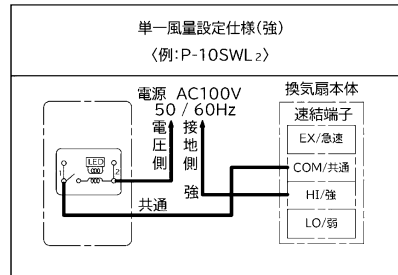 単一風量設定仕様(強)
〈例:P-10SWL2〉
電源 AC100V
50 / 60Hz
電圧側
接地側
換気扇本体
速結端子
EX/急速
COM/共通
HI/強
LO/弱
LED
1
2
共通
強